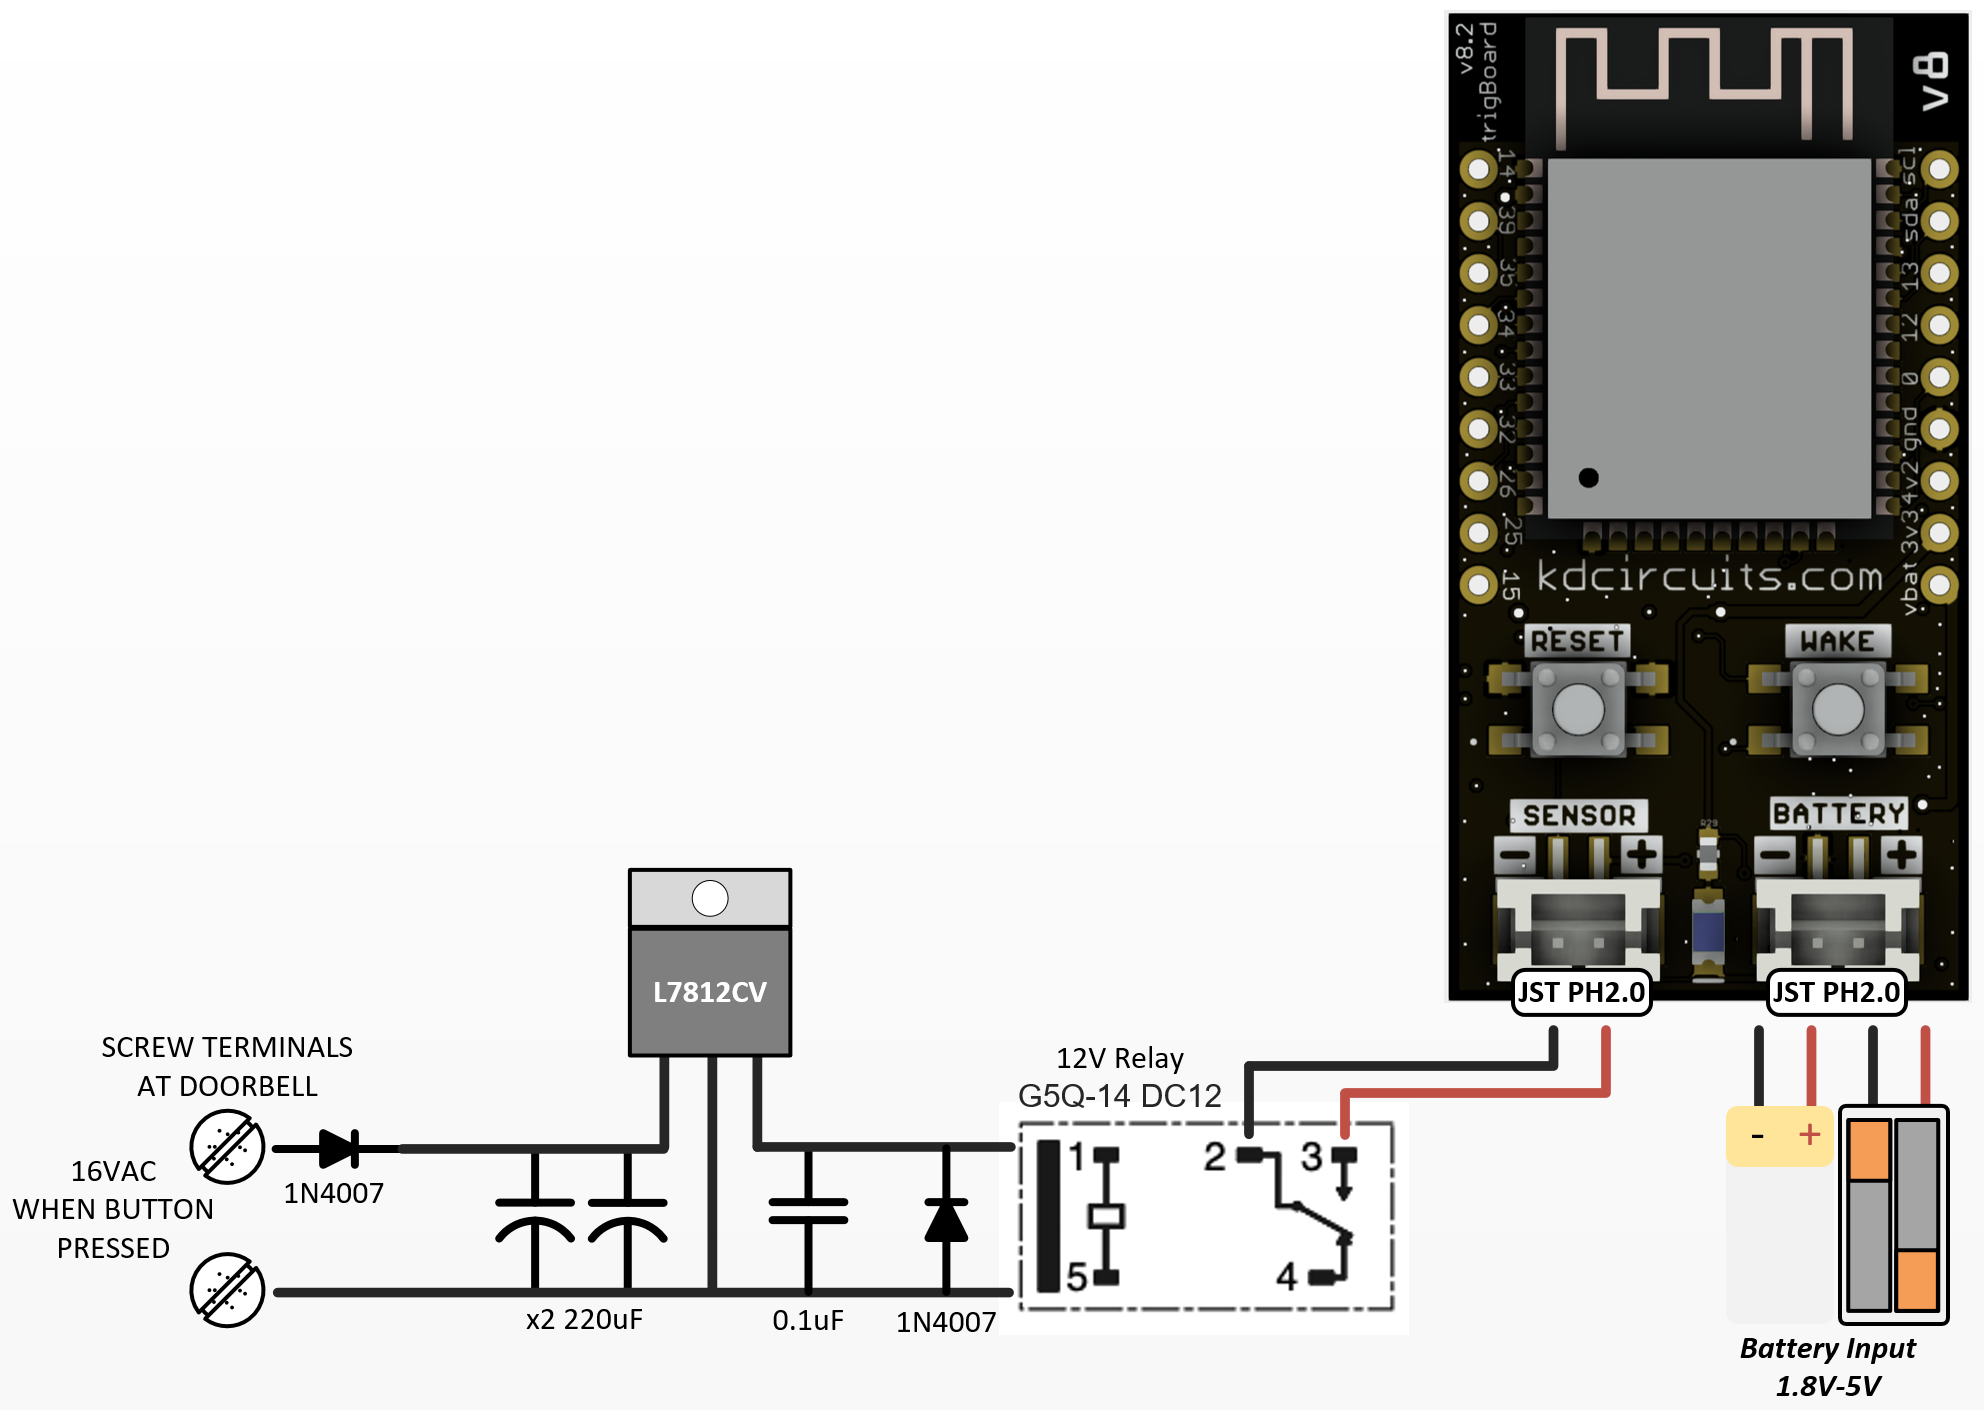 v8.2
trigBoard
v8
14
39
35
34
33
32
26
25
15
scl
sda
13
12
0
gnd
4v2
3v3
vbat
kdcircuits.com
RESET
WAKE
SENSOR
BATTERY
- +
- +
R29
JST PH2.0
JST PH2.0
L7812CV
SCREW TERMINALS
AT DOORBELL
16VAC
WHEN BUTTON
PRESSED
1N4007
x2 220uF
0.1uF
1N4007
12V Relay
G5Q-14 DC12
1
2
3
5
4
- +
Battery Input
1.8V-5V